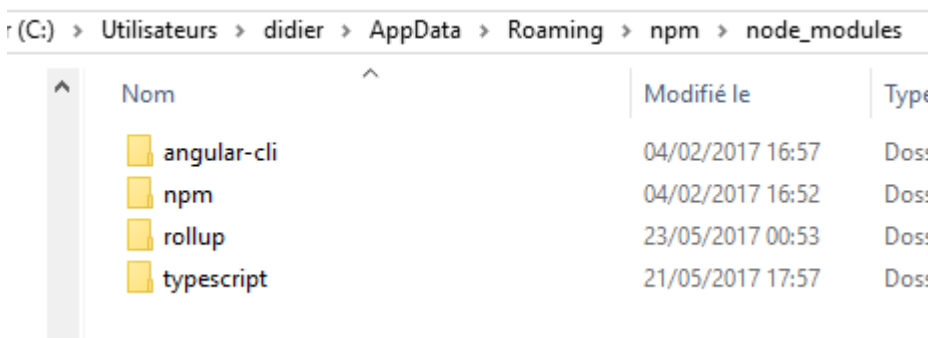 (C:) > Utilisateurs > didier > AppData > Roaming > npm > node_modules
Nom Modifié le Type
angular-cli 04/02/2017 16:57 Doss
npm 04/02/2017 16:52 Doss
rollup 23/05/2017 00:53 Doss
typescript 21/05/2017 17:57 Doss